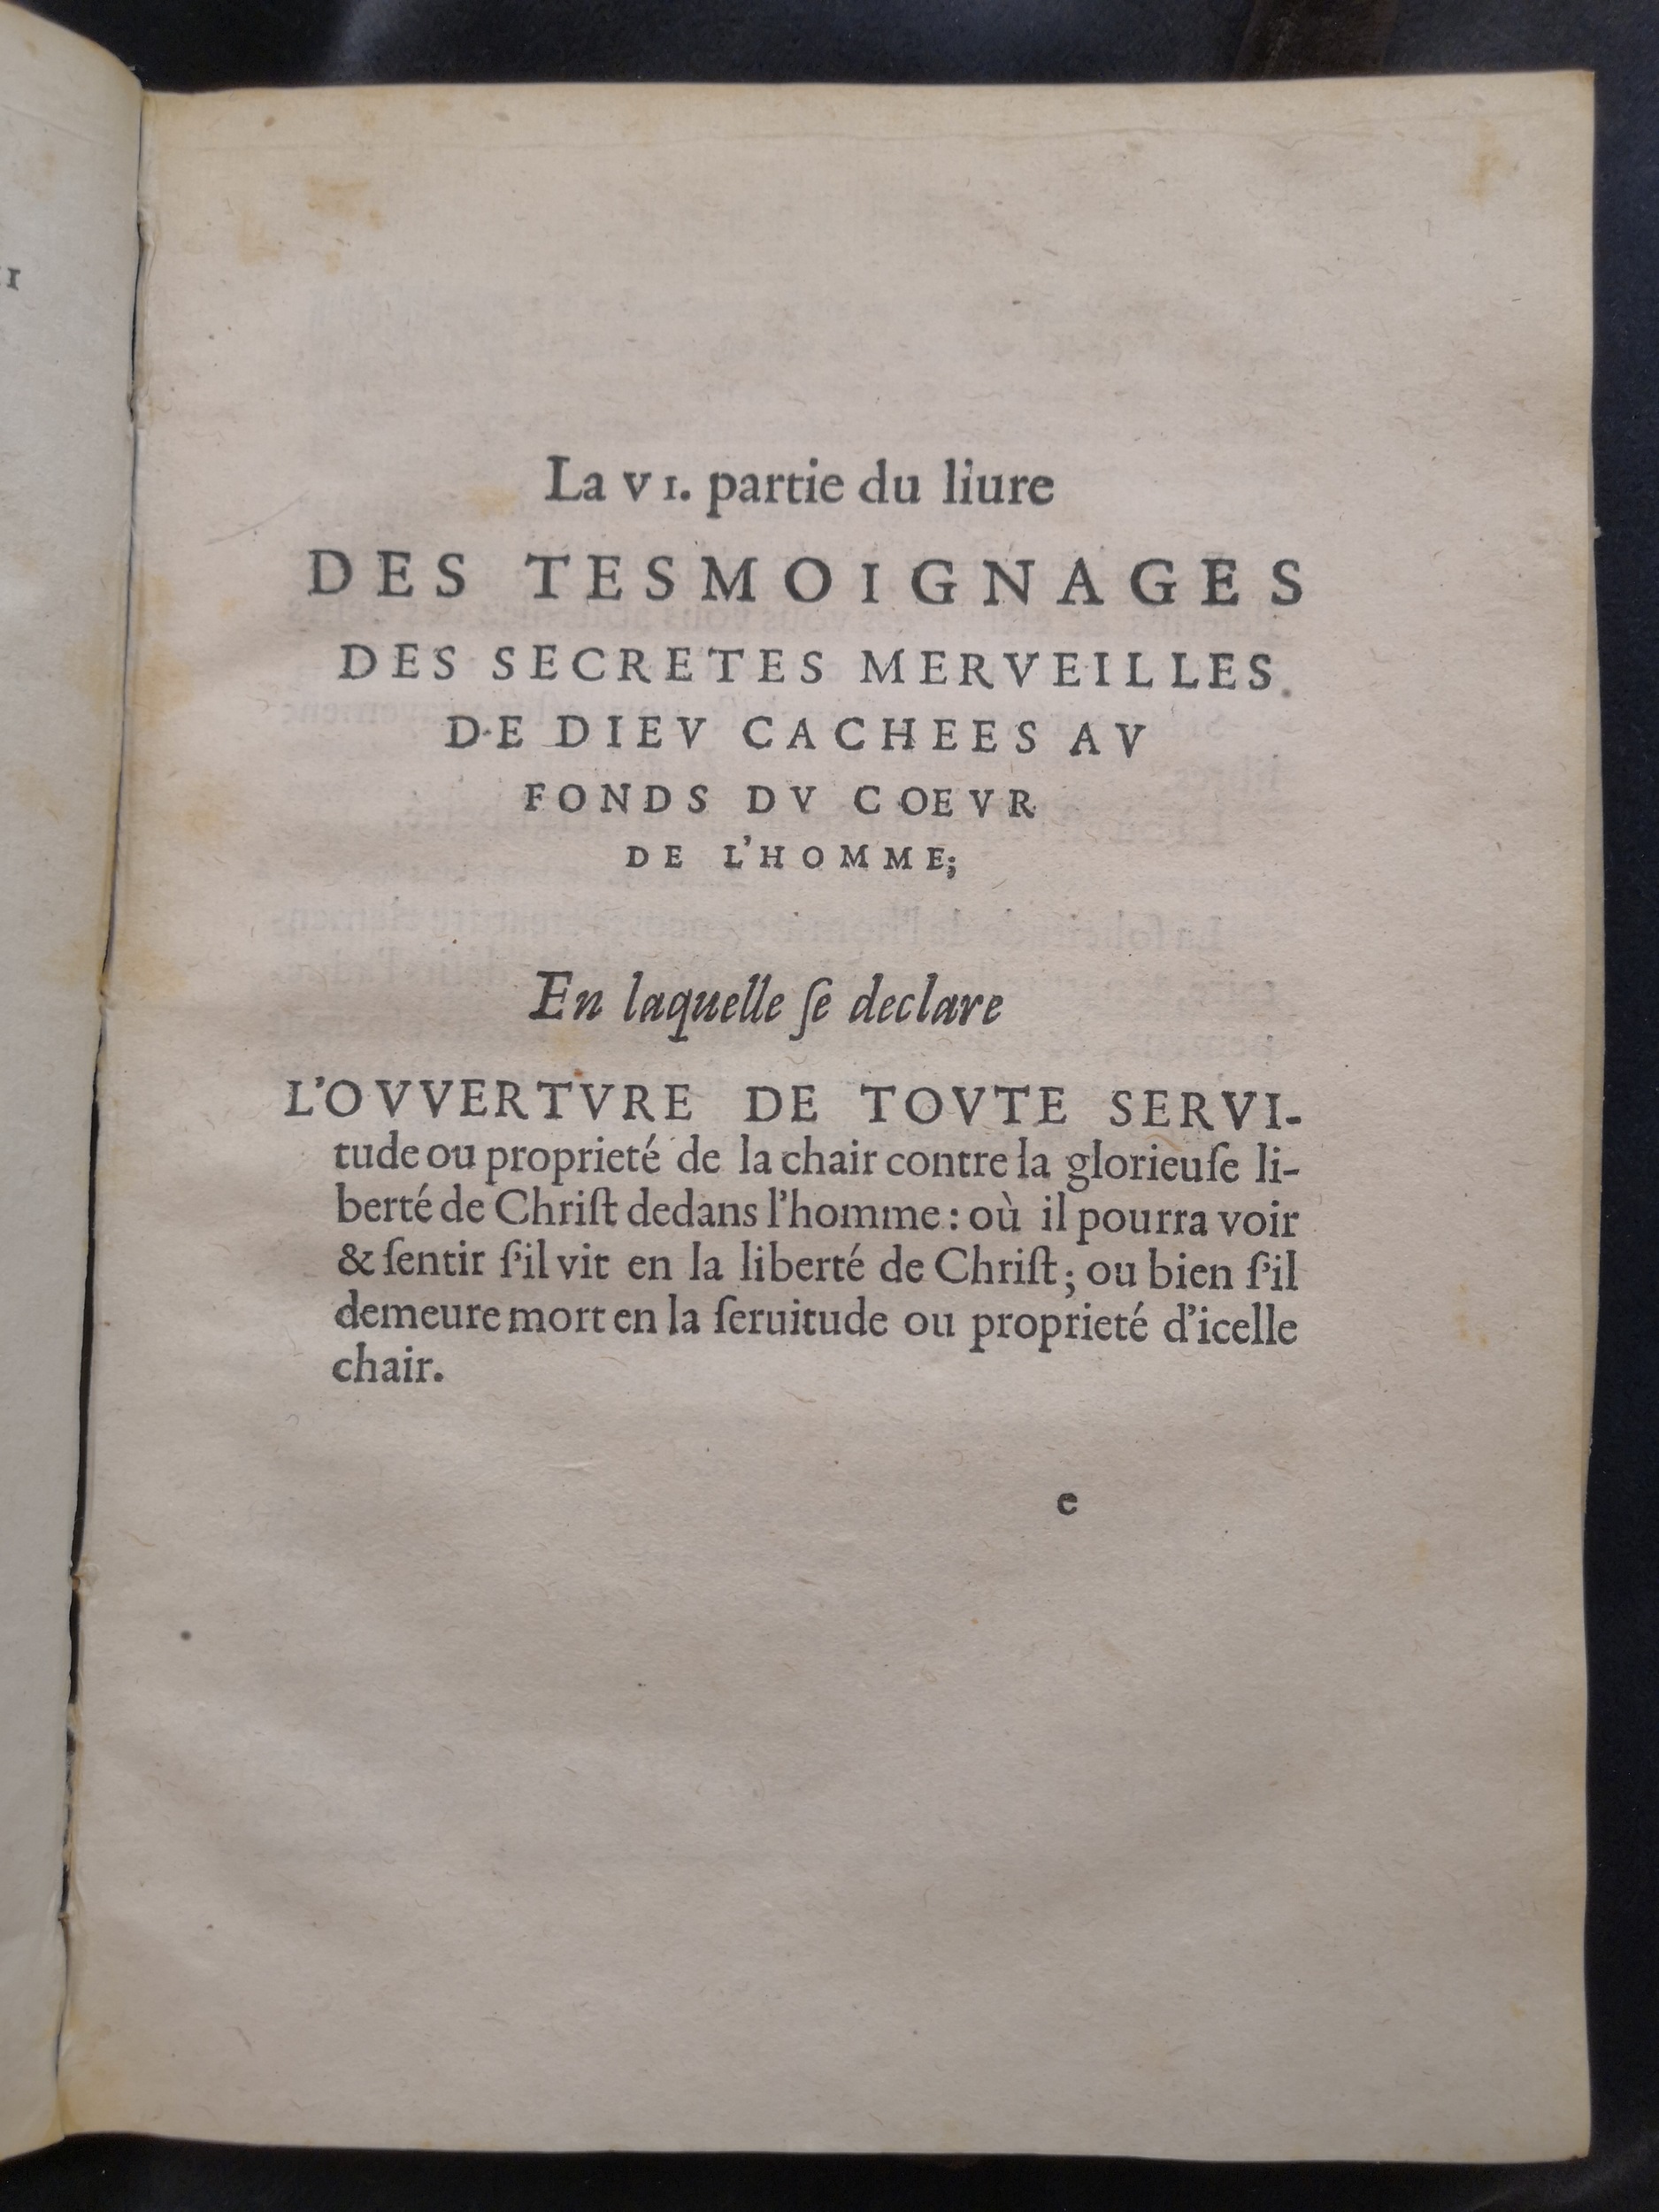 La VI. partie du liure
DES TESMOIGNAGES
DES SECRETES MERVEILLES
DE DIEV CACHEES AV
FONDS DV COEVR
DE L'HOMME;
En laquelle ſe declare
L'OVVERTVRE DE TOVTE SERVI-
tude ou proprieté de la chair contre la glorieuſe li-
berté de Chriſt dedans l'homme: où il pourra voir
& ſentir ſ'il vit en la liberté de Chriſt; ou bien ſ'il
demeure mort en la ſeruitude ou proprieté d'icelle
chair.
e